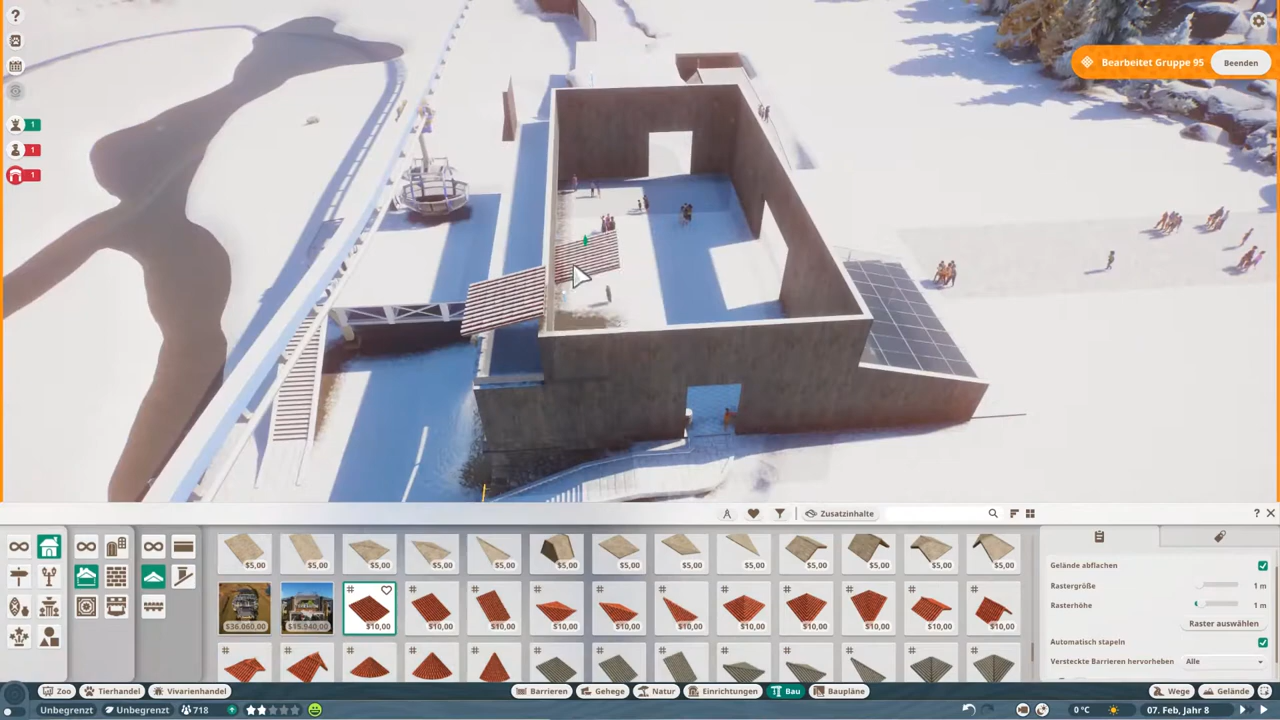 ?
Bearbeitet Gruppe 95 Beenden
1
1
1
Zusatzinhalte
? ×
$5,00 $5,00 $5,00 $5,00 $5,00 $5,00 $5,00 $5,00 $5,00 $5,00 $5,00 $5,00 $5,00
Gelände abflachen
Rastergröße 1 m
Rasterhöhe 1 m
Raster auswählen
$36.060,00 $15.940,00 $10,00 $10,00 $10,00 $10,00 $10,00 $10,00 $10,00 $10,00 $10,00 $10,00 $10,00
Automatisch stapeln
Versteckte Barrieren hervorheben Alle
Zoo Tierhandel Vivarienhandel Barrieren Gehege Natur Einrichtungen Bau Baupläne Wege Gelände
Unbegrenzt Unbegrenzt 718 0 °C 07. Feb, Jahr 8